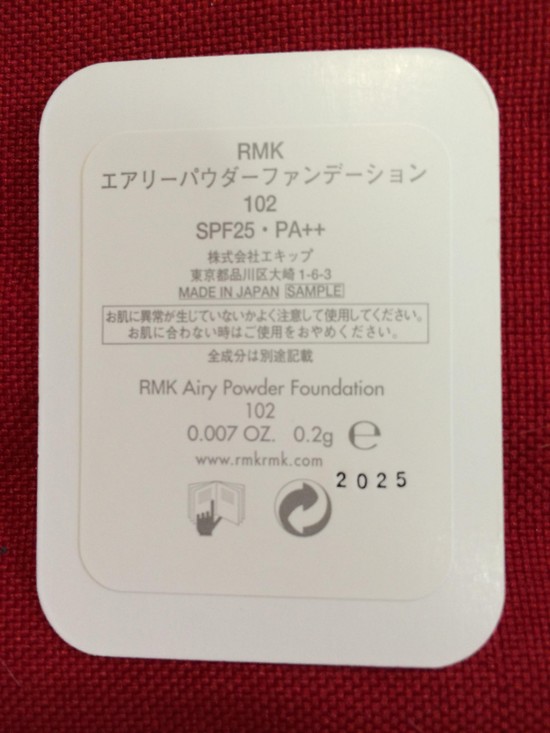 RMK
エアリーパウダーファンデーション
102
SPF25・PA++
株式会社エキップ
東京都品川区大崎1-6-3
MADE IN JAPAN SAMPLE
お肌に異常が生じていないかよく注意して使用してください。
お肌に合わない時はご使用をおやめください。
全成分は別途記載
RMK Airy Powder Foundation
102
0.007 OZ. 0.2g ℮
www.rmkrmk.com
2025